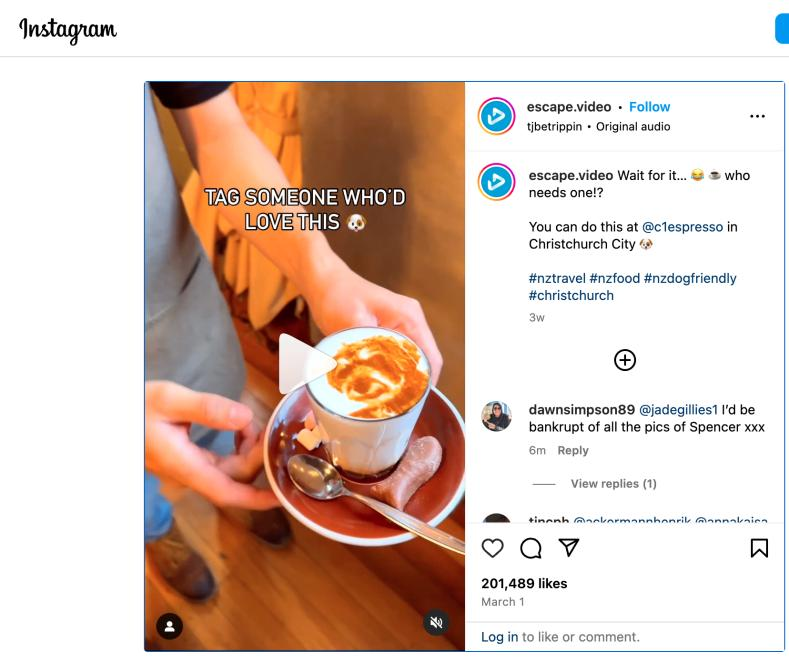 Instagram
TAG SOMEONE WHO'D
LOVE THIS 🐶
escape.video • Follow
tjbetrippin • Original audio
escape.video Wait for it... 😂 ☕ who
needs one!?
You can do this at @c1espresso in
Christchurch City 🐶
#nztravel #nzfood #nzdogfriendly
#christchurch
3w
dawnsimpson89 @jadegillies1 I'd be
bankrupt of all the pics of Spencer xxx
6m Reply
View replies (1)
@ackermannhenrik @annakaisa
201,489 likes
March 1
Log in to like or comment.